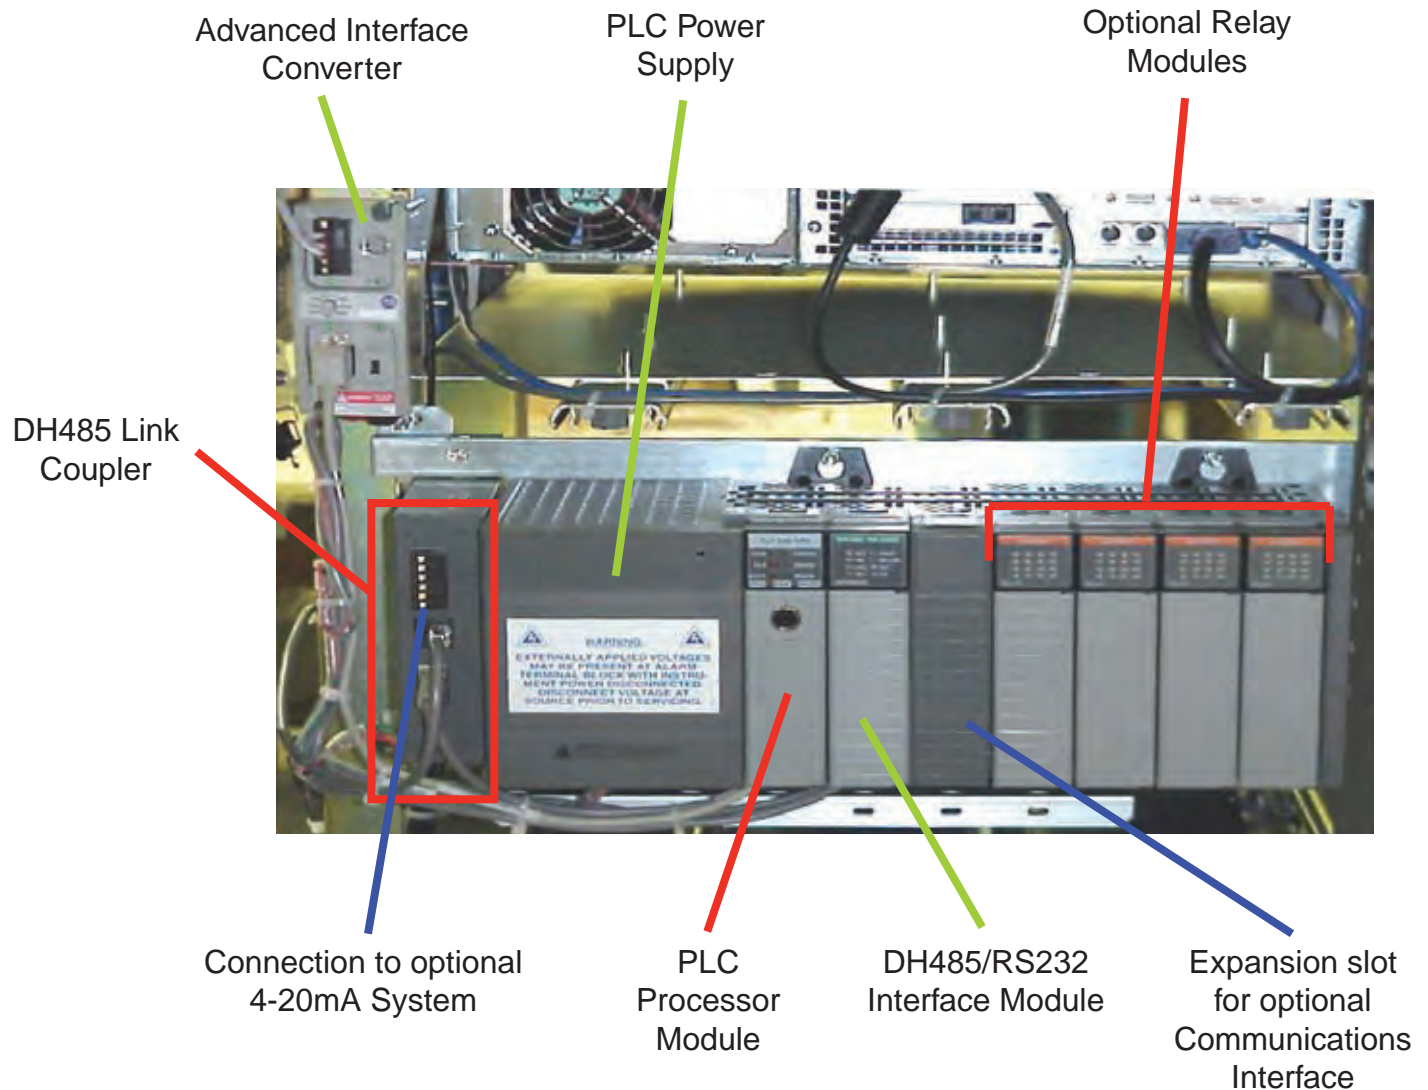 Advanced Interface
Converter
PLC Power
Supply
Optional Relay
Modules
DH485 Link
Coupler
WARNING
EXTERNALLY APPLIED VOLTAGES
MAY BE PRESENT AT ALARM
TERMINAL BLOCK WITH INSTRU-
MENT POWER DISCONNECTED.
DISCONNECT VOLTAGE AT
SOURCE PRIOR TO SERVICING.
Connection to optional
4-20mA System
PLC
Processor
Module
DH485/RS232
Interface Module
Expansion slot
for optional
Communications
Interface